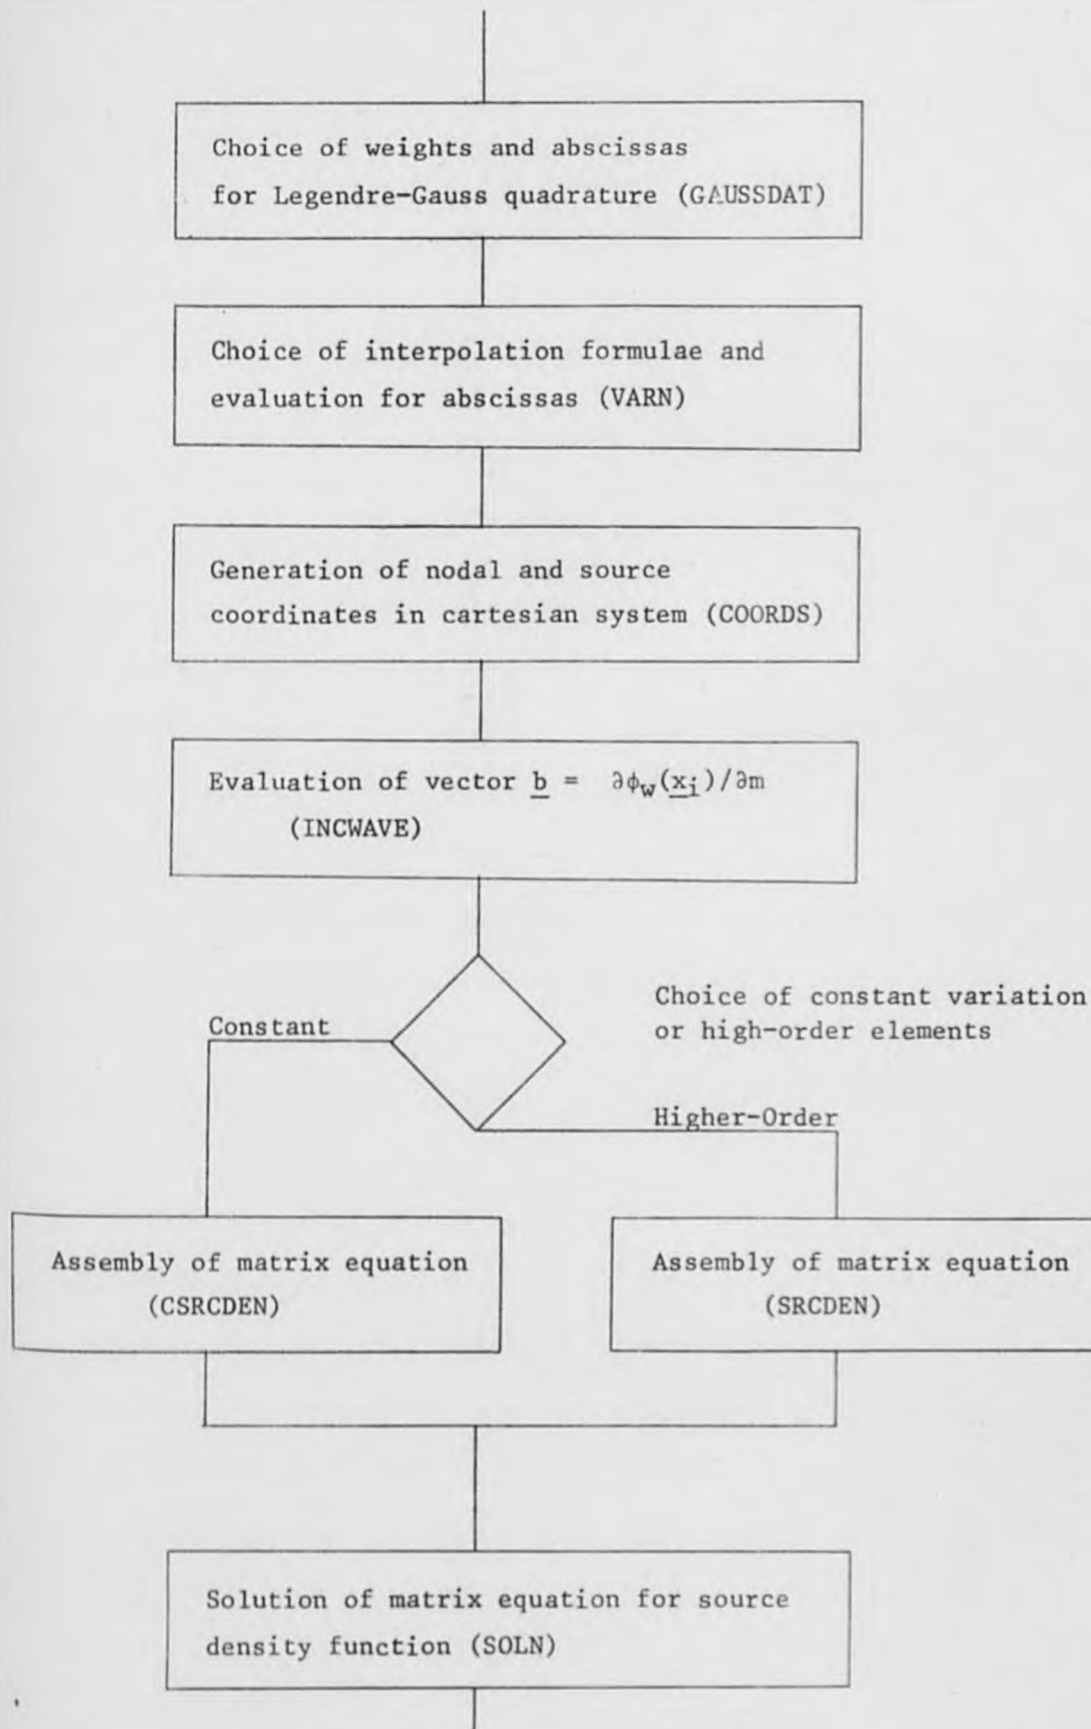 Choice of weights and abscissas
for Legendre-Gauss quadrature (GAUSSDAT)
Choice of interpolation formulae and
evaluation for abscissas (VARN)
Generation of nodal and source
coordinates in cartesian system (COORDS)
Evaluation of vector b = ∂ϕw(xi)/∂m
(INCWAVE)
Choice of constant variation
or high-order elements
Constant
Higher-Order
Assembly of matrix equation
(CSRCDEN)
Assembly of matrix equation
(SRCDEN)
Solution of matrix equation for source
density function (SOLN)